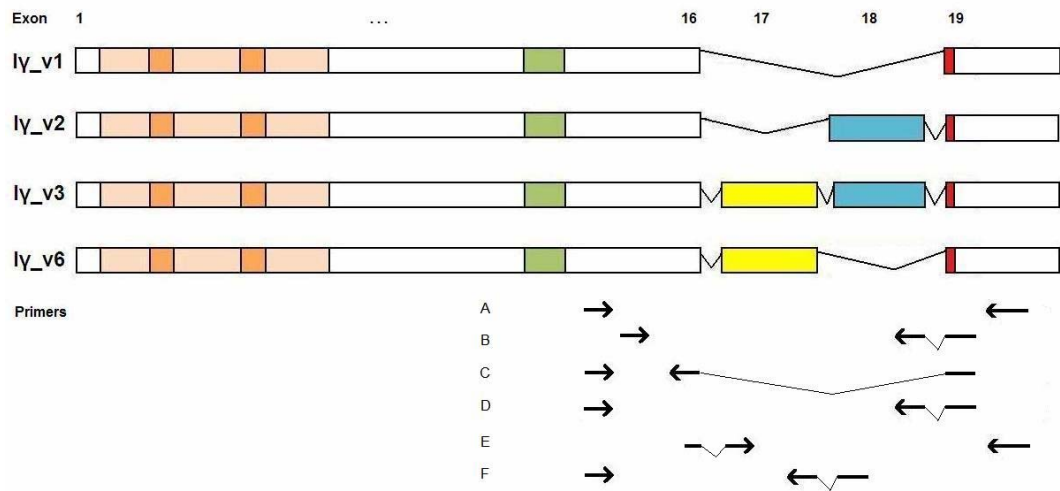 Exon 1 ... 16 17 18 19
Iγ_v1
Iγ_v2
Iγ_v3
Iγ_v6
Primers
A
B
C
D
E
F